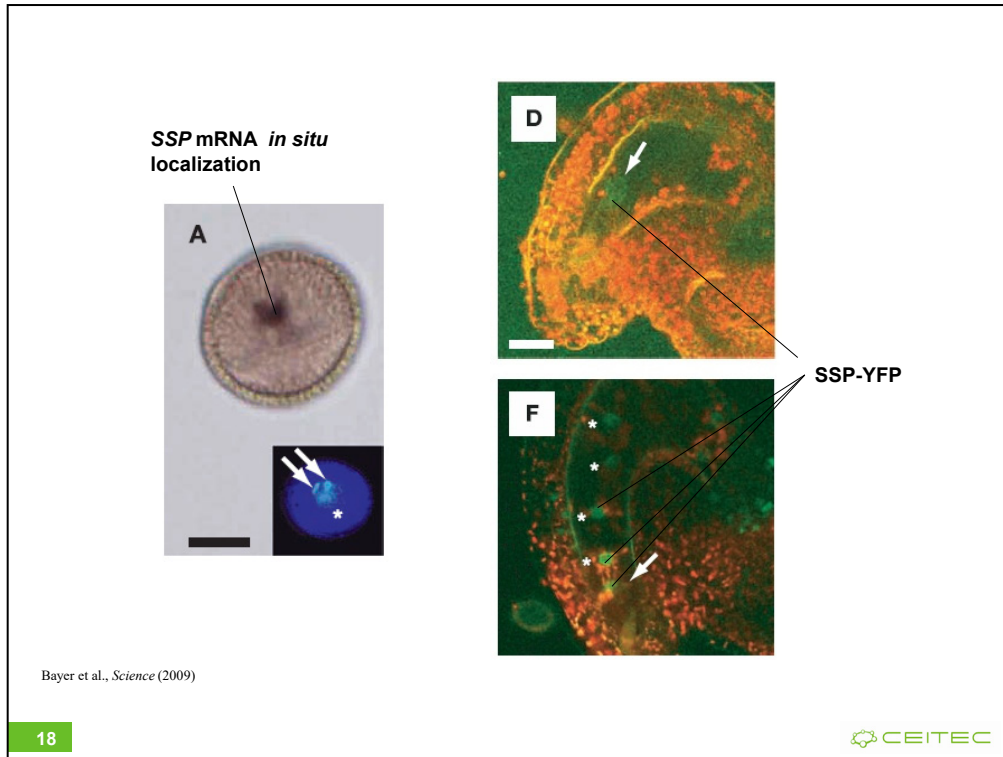 SSP mRNA in situ
localization
A
*
D
SSP-YFP
F
*
*
*
*
Bayer et al., Science (2009)
18
CEITEC